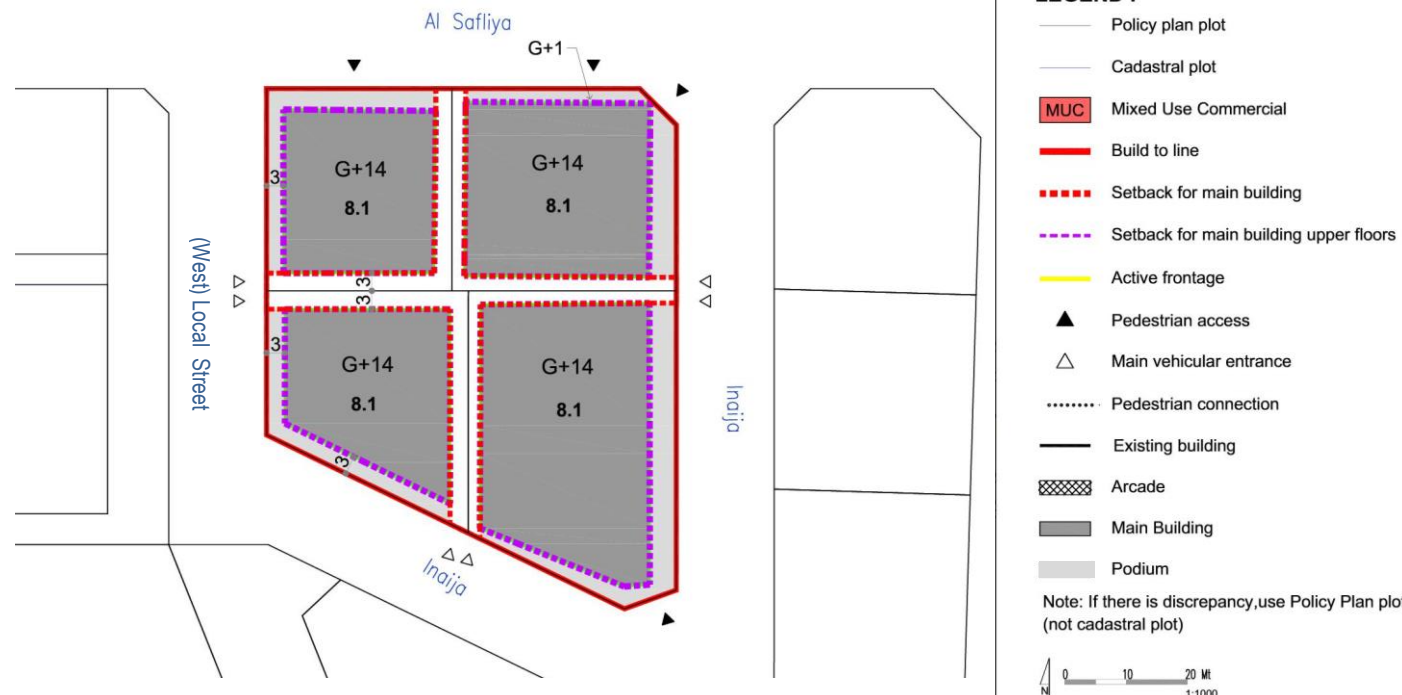 Al Safliya
G+1
G+14
8.1
G+14
8.1
3
3
3
(West) Local Street
G+14
8.1
3
G+14
8.1
3
Inaija
Inaija
LEGEND :
Policy plan plot
Cadastral plot
MUC Mixed Use Commercial
Build to line
Setback for main building
Setback for main building upper floors
Active frontage
Pedestrian access
Main vehicular entrance
Pedestrian connection
Existing building
Arcade
Main Building
Podium
Note: If there is discrepancy,use Policy Plan plot
(not cadastral plot)
N
0 10 20 Mt
1:1000